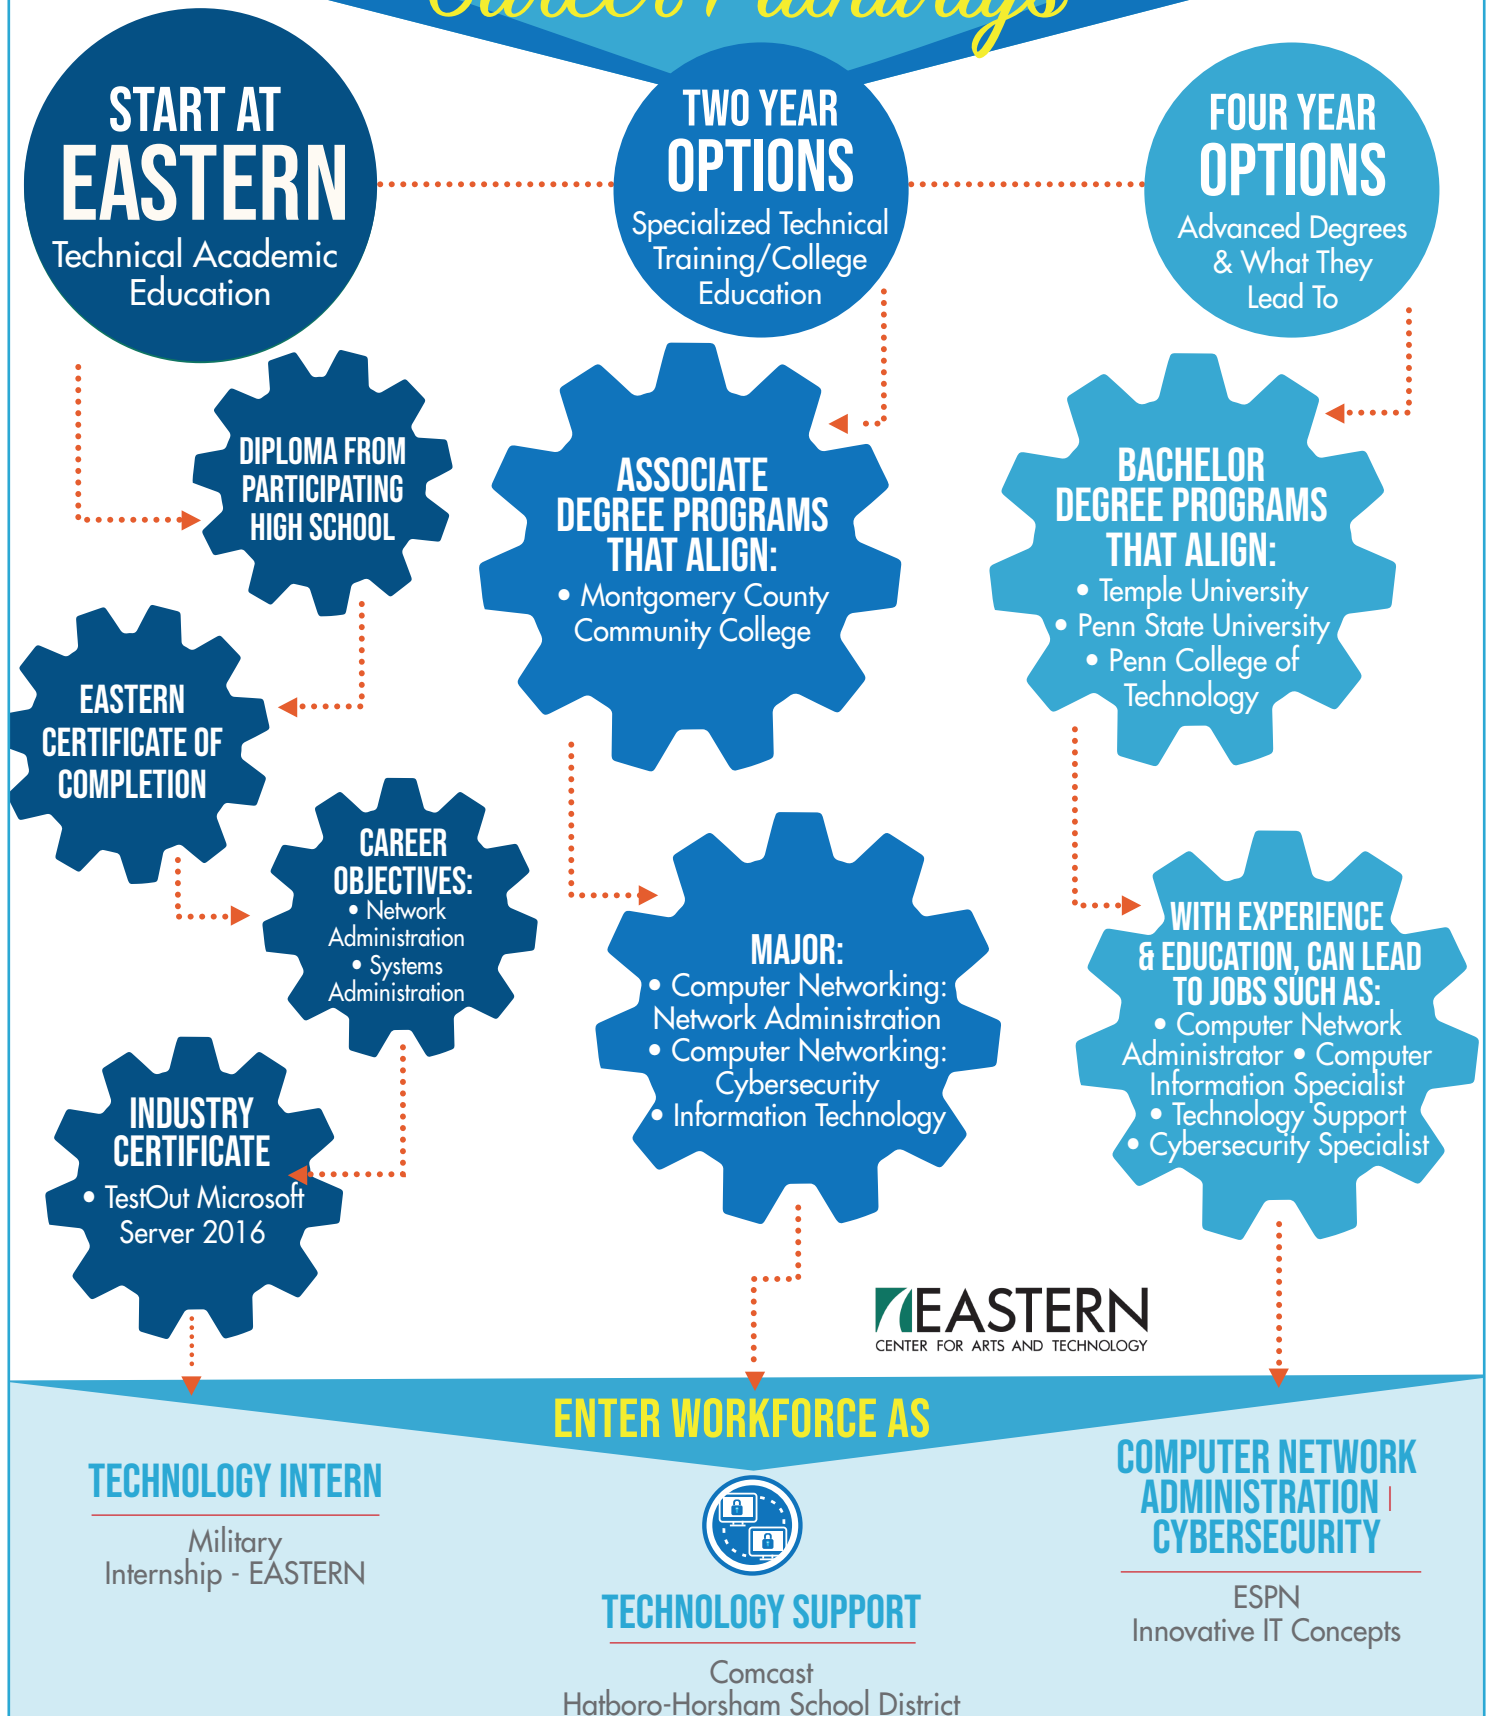 Career Pathways
START AT
EASTERN
Technical Academic
Education
TWO YEAR
OPTIONS
Specialized Technical
Training/College
Education
FOUR YEAR
OPTIONS
Advanced Degrees
& What They
Lead To
DIPLOMA FROM
PARTICIPATING
HIGH SCHOOL
EASTERN
CERTIFICATE OF
COMPLETION
CAREER
OBJECTIVES:
• Network
Administration
• Systems
Administration
INDUSTRY
CERTIFICATE
• TestOut Microsoft
Server 2016
ASSOCIATE
DEGREE PROGRAMS
THAT ALIGN:
• Montgomery County
Community College
MAJOR:
• Computer Networking:
Network Administration
• Computer Networking:
Cybersecurity
• Information Technology
BACHELOR
DEGREE PROGRAMS
THAT ALIGN:
• Temple University
• Penn State University
• Penn College of
Technology
WITH EXPERIENCE
& EDUCATION, CAN LEAD
TO JOBS SUCH AS:
• Computer Network
Administrator • Computer
Information Specialist
• Technology Support
• Cybersecurity Specialist
EASTERN
CENTER FOR ARTS AND TECHNOLOGY
ENTER WORKFORCE AS
TECHNOLOGY INTERN
Military
Internship - EASTERN
TECHNOLOGY SUPPORT
Comcast
Hatboro-Horsham School District
COMPUTER NETWORK
ADMINISTRATION |
CYBERSECURITY
ESPN
Innovative IT Concepts